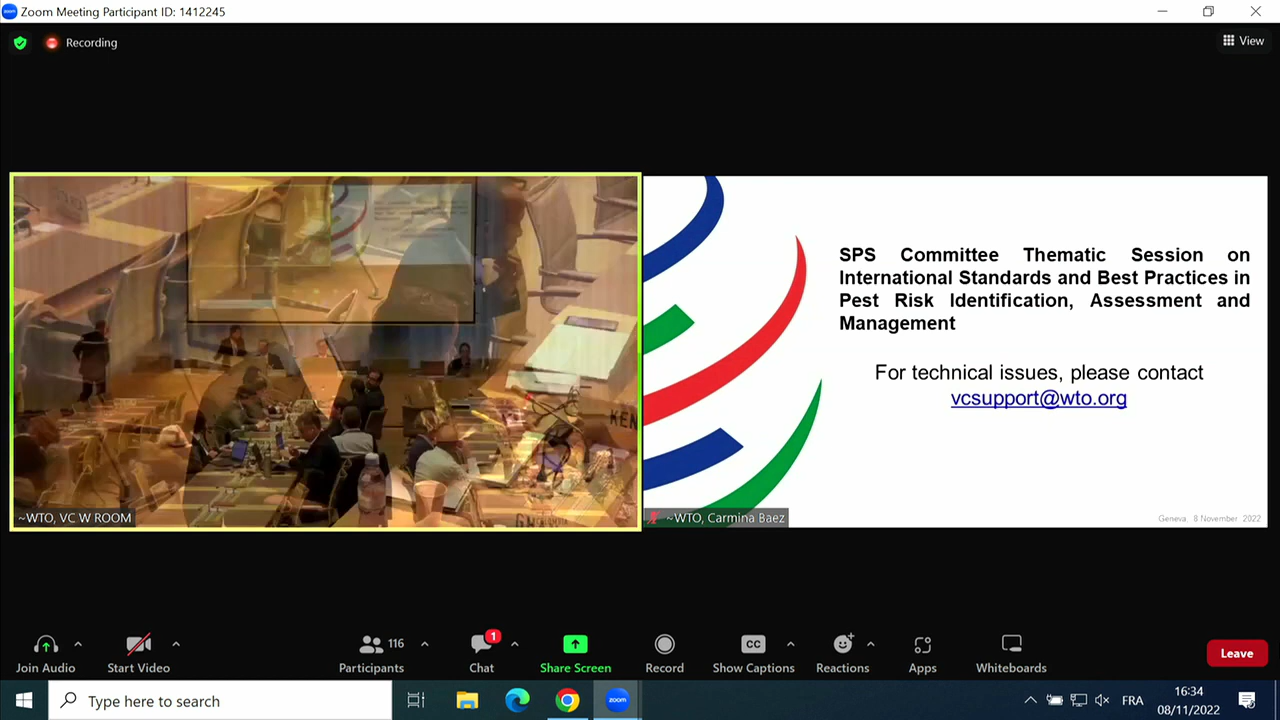 Zoom Meeting Participant ID: 1412245
Recording
View
KEN
GH
~WTO, VC W ROOM
SPS Committee Thematic Session on
International Standards and Best Practices in
Pest Risk Identification, Assessment and
Management
For technical issues, please contact
vcsupport@wto.org
~WTO, Carmina Baez
Geneva, 8 November 2022
Join Audio
Start Video
Participants
116
Chat
1
Share Screen
Record
CC
Show Captions
Reactions
Apps
Whiteboards
Leave
Type here to search
zoom
FRA
16:34
08/11/2022